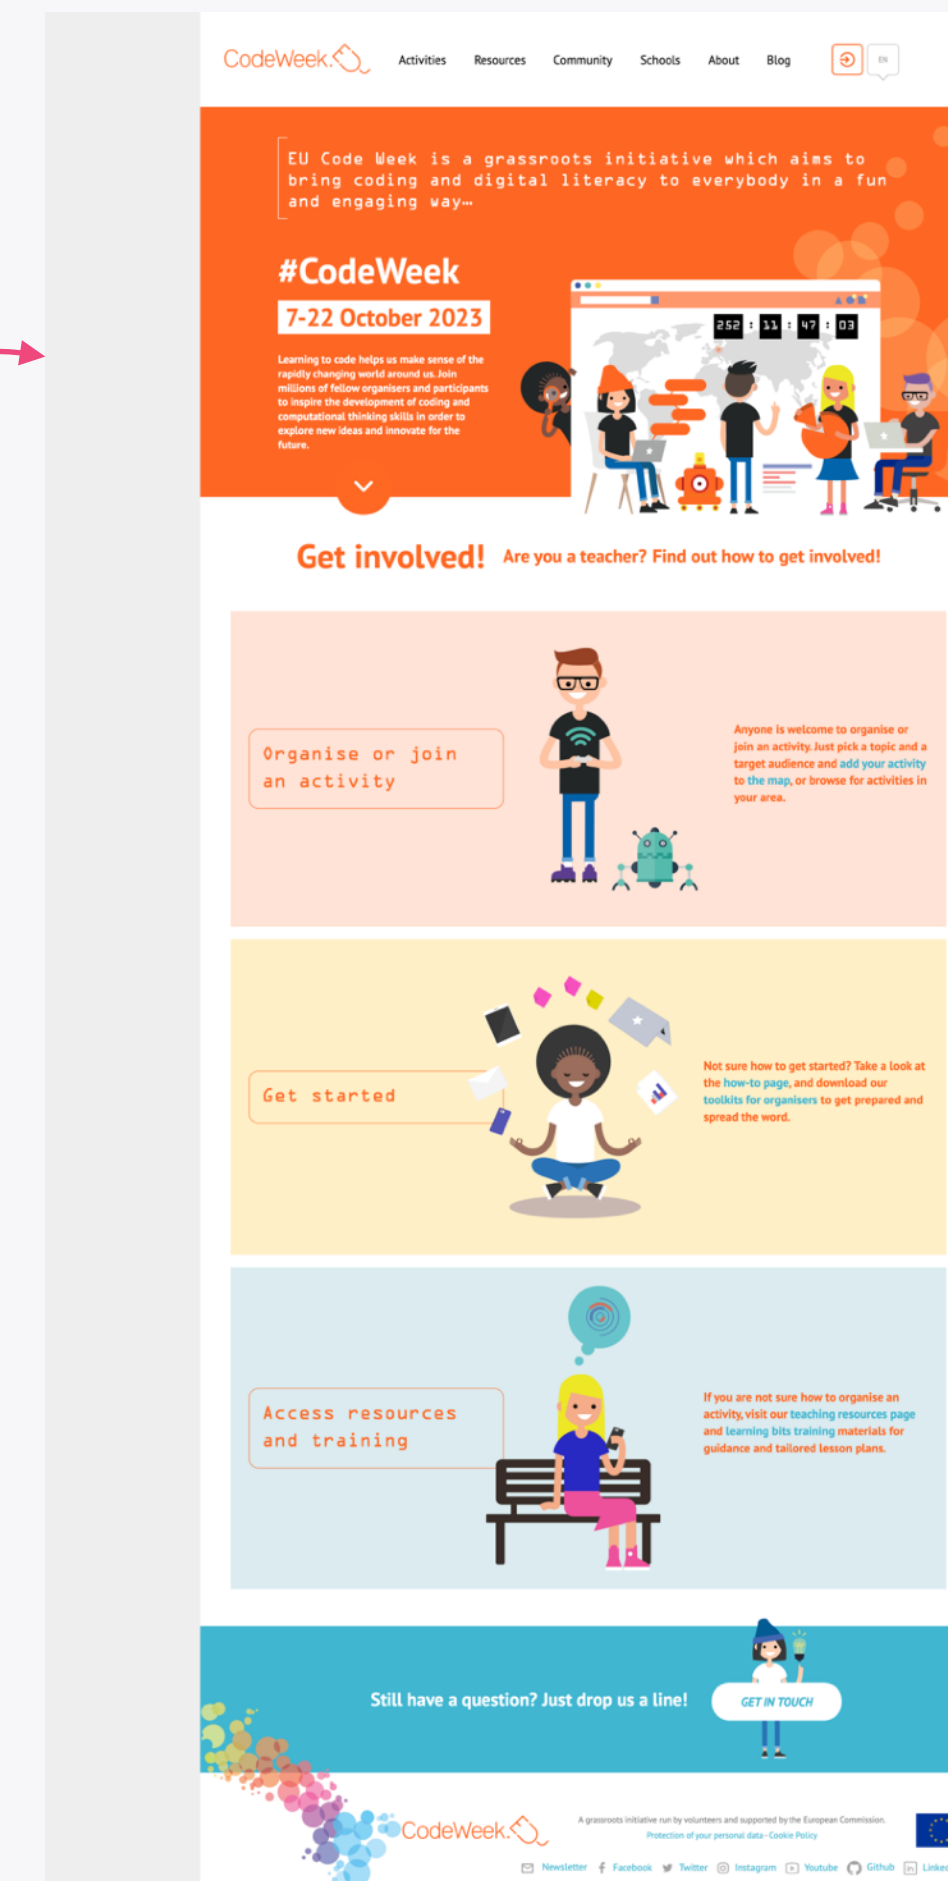 CodeWeek.
Activities Resources Community Schools About Blog EN
EU Code Week is a grassroots initiative which aims to
bring coding and digital literacy to everybody in a fun
and engaging way…
#CodeWeek
7-22 October 2023
252 : 11 : 47 : 03
Learning to code helps us make sense of the
rapidly changing world around us. Join
millions of fellow organisers and participants
to inspire the development of coding and
computational thinking skills in order to
explore new ideas and innovate for the
future.
Get involved! Are you a teacher? Find out how to get involved!
Organise or join
an activity
Anyone is welcome to organise or
join an activity. Just pick a topic and a
target audience and add your activity
to the map, or browse for activities in
your area.
Get started
Not sure how to get started? Take a look at
the how-to page, and download our
toolkits for organisers to get prepared and
spread the word.
Access resources
and training
If you are not sure how to organise an
activity, visit our teaching resources page
and learning bits training materials for
guidance and tailored lesson plans.
Still have a question? Just drop us a line! GET IN TOUCH
CodeWeek.
A grassroots initiative run by volunteers and supported by the European Commission.
Protection of your personal data – Cookie Policy
Newsletter Facebook Twitter Instagram Youtube Github Linked